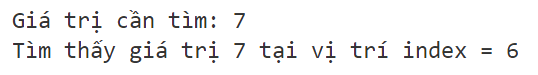 Giá trị cần tìm: 7
Tìm thấy giá trị 7 tại vị trí index = 6